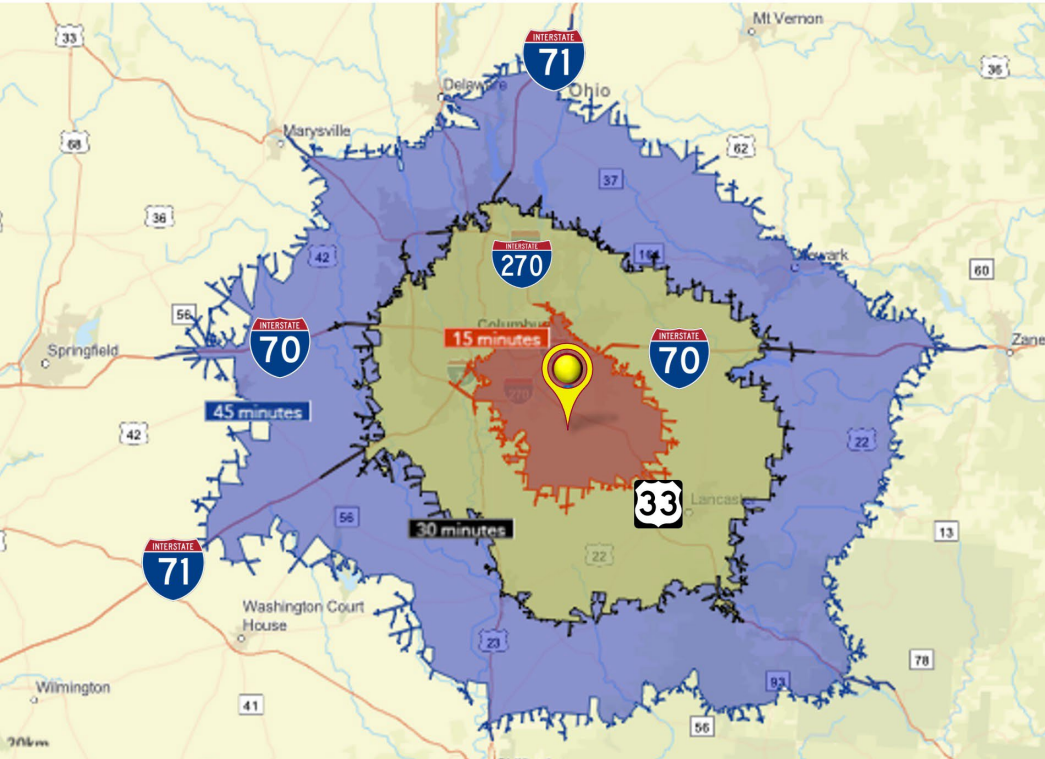 Mt Vernon
33
INTERSTATE
71
36
Delaware
Ohio
Marysville
68
62
37
36
42
INTERSTATE
270
161
Newark
60
56
Columbus
15 minutes
INTERSTATE
70
INTERSTATE
70
Zane
Springfield
270
45 minutes
42
22
33
Lancaster
56
30 minutes
13
22
INTERSTATE
71
Washington Court
House
23
78
93
Wilmington
41
56
20km